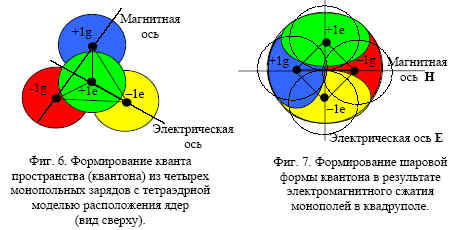 Магнитная
ось
+1g
-1g
+1e
–1e
Электрическая
ось
Фиг. 6. Формирование кванта
пространства (квантона) из четырех
монопольных зарядов с тетраэдрной
моделью расположения ядер
(вид сверху).
+1e
+1g
–1g
–1e
Магнитная
ось H
Электрическая ось E
Фиг. 7. Формирование шаровой
формы квантона в результате
электромагнитного сжатия
монополей в квадруполе.